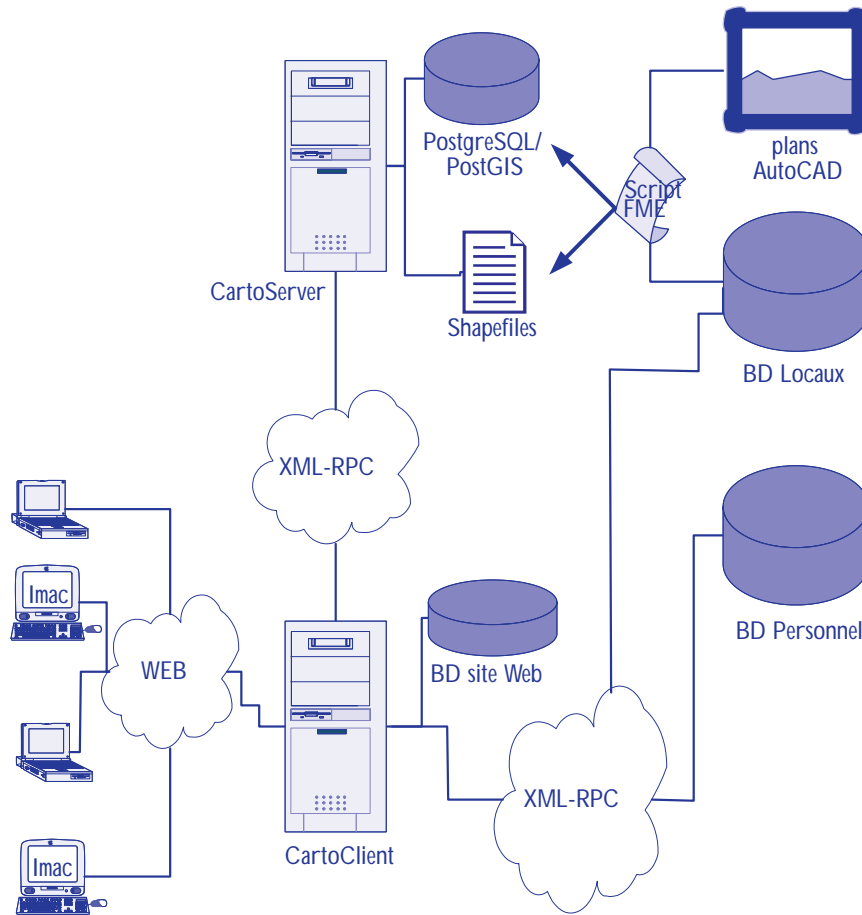 PostgreSQL/
PostGIS
plans
AutoCAD
Script
FME
CartoServer
Shapefiles
BD Locaux
XML-RPC
Imac
WEB
BD site Web
BD Personnel
XML-RPC
CartoClient
Imac